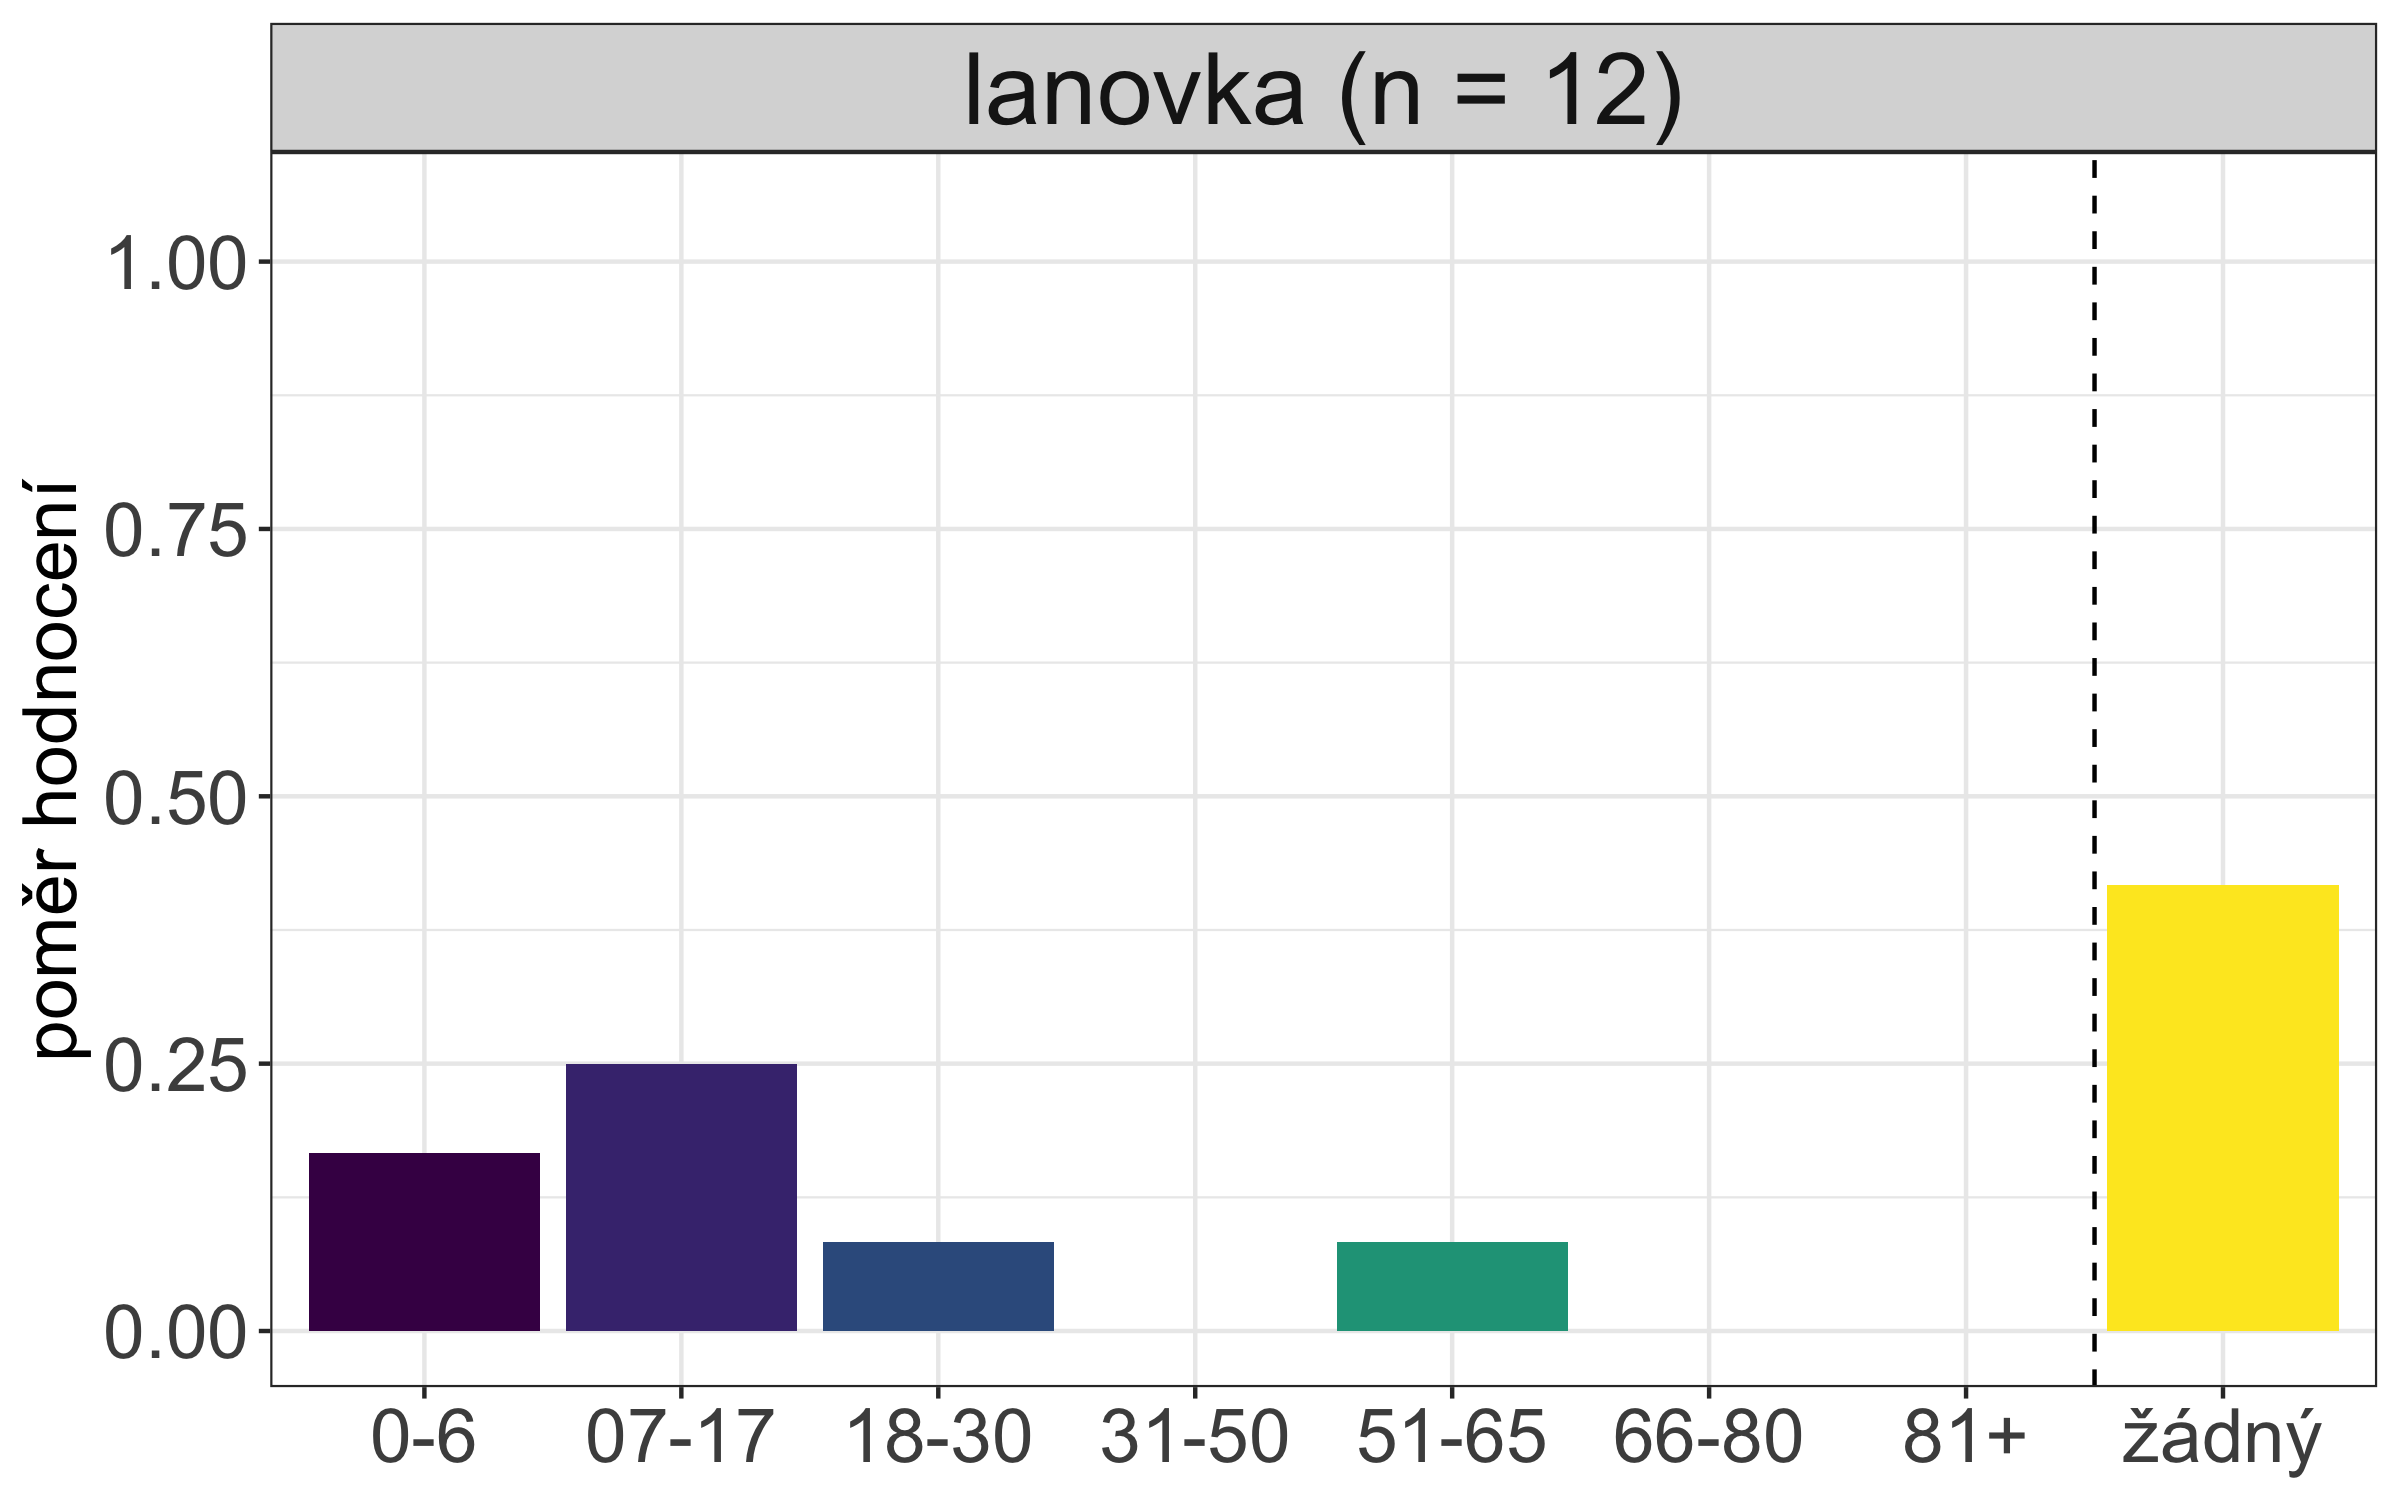 lanovka (n = 12)
poměr hodnocení
1.00
0.75
0.50
0.25
0.00
0-6 07-17 18-30 31-50 51-65 66-80 81+ žádný